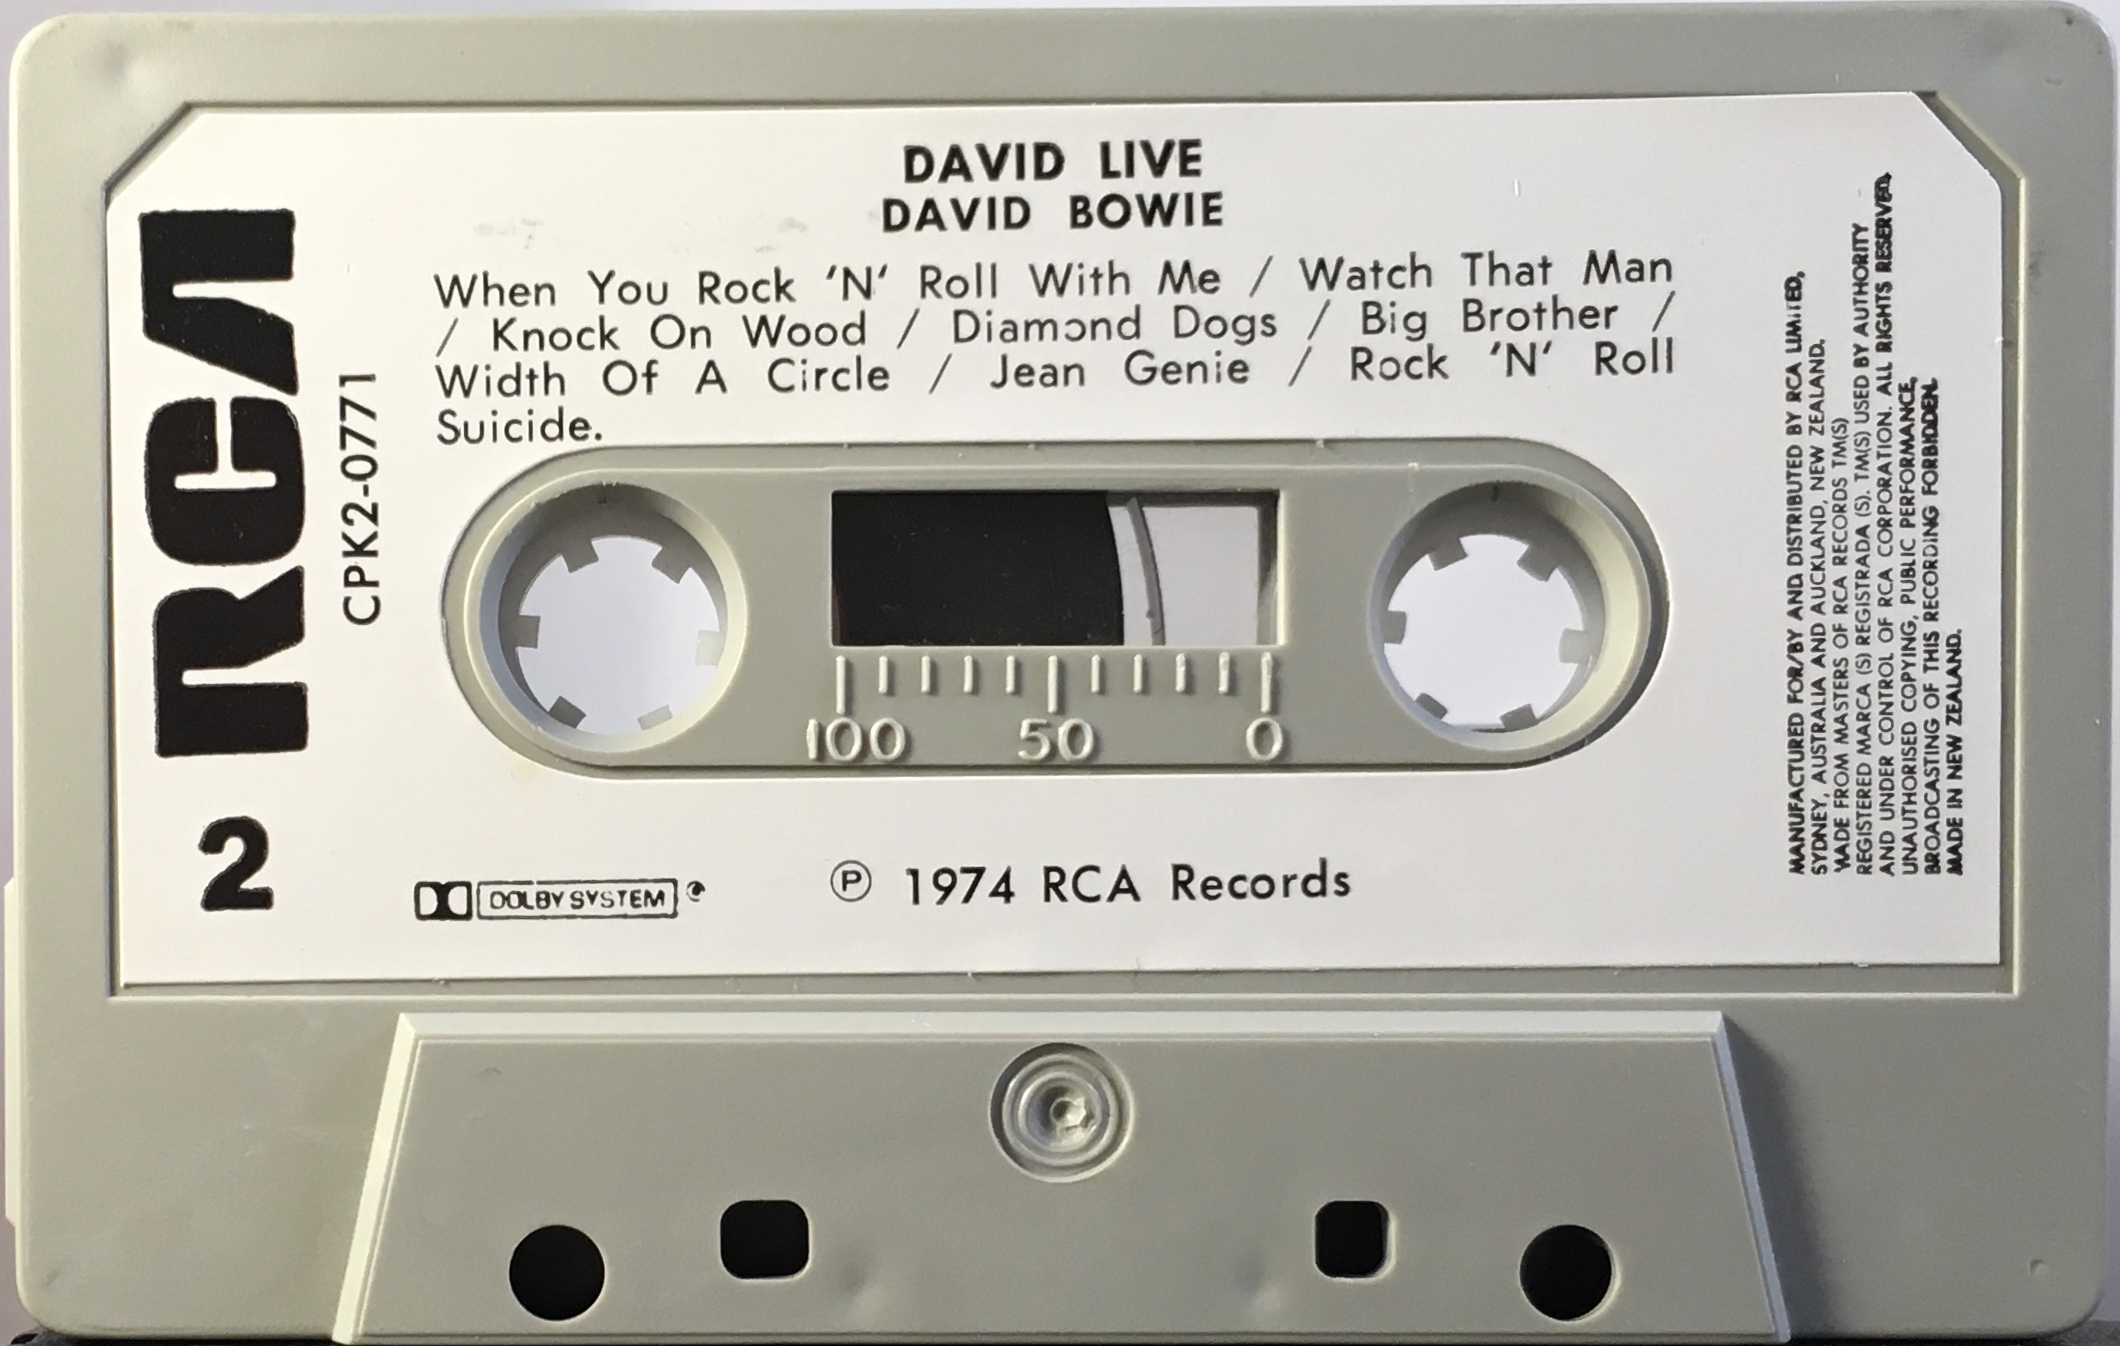 DAVID LIVE
DAVID BOWIE
When You Rock 'N' Roll With Me / Watch That Man
/ Knock On Wood / Diamond Dogs / Big Brother /
Width Of A Circle / Jean Genie / Rock 'N' Roll
Suicide.
RCA
2
CPK2-0771
100 50 0
DOLBY SYSTEM
℗ 1974 RCA Records
MANUFACTURED FOR/BY AND DISTRIBUTED BY RCA LIMITED,
SYDNEY, AUSTRALIA AND AUCKLAND, NEW ZEALAND.
MADE FROM MASTERS OF RCA RECORDS TM(S)
REGISTERED MARCA (S) REGISTRADA (S). TM(S) USED BY AUTHORITY
AND UNDER CONTROL OF RCA CORPORATION. ALL RIGHTS RESERVED.
UNAUTHORISED COPYING, PUBLIC PERFORMANCE,
BROADCASTING OF THIS RECORDING FORBIDDEN.
MADE IN NEW ZEALAND.